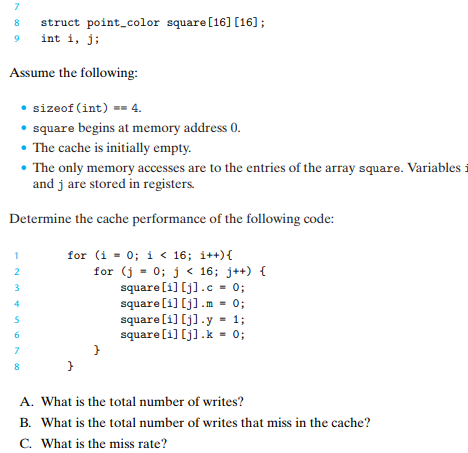 7
8 struct point_color square[16][16];
9 int i, j;
Assume the following:
• sizeof(int) == 4.
• square begins at memory address 0.
• The cache is initially empty.
• The only memory accesses are to the entries of the array square. Variables i
and j are stored in registers.
Determine the cache performance of the following code:
1 for (i = 0; i < 16; i++){
2 for (j = 0; j < 16; j++) {
3 square[i][j].c = 0;
4 square[i][j].m = 0;
5 square[i][j].y = 1;
6 square[i][j].k = 0;
7 }
8 }
A. What is the total number of writes?
B. What is the total number of writes that miss in the cache?
C. What is the miss rate?